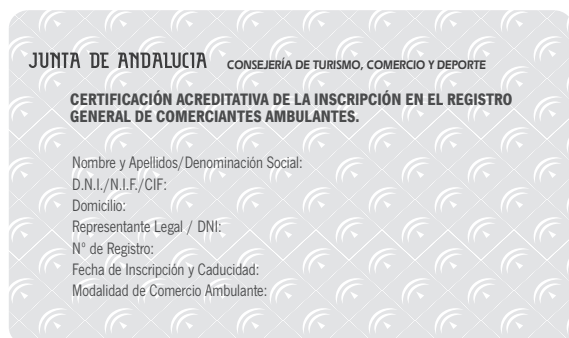 JUNTA DE ANDALUCIA CONSEJERÍA DE TURISMO, COMERCIO Y DEPORTE
CERTIFICACIÓN ACREDITATIVA DE LA INSCRIPCIÓN EN EL REGISTRO
GENERAL DE COMERCIANTES AMBULANTES.
Nombre y Apellidos/Denominación Social:
D.N.I./N.I.F./CIF:
Domicilio:
Representante Legal / DNI:
N° de Registro:
Fecha de Inscripción y Caducidad:
Modalidad de Comercio Ambulante: